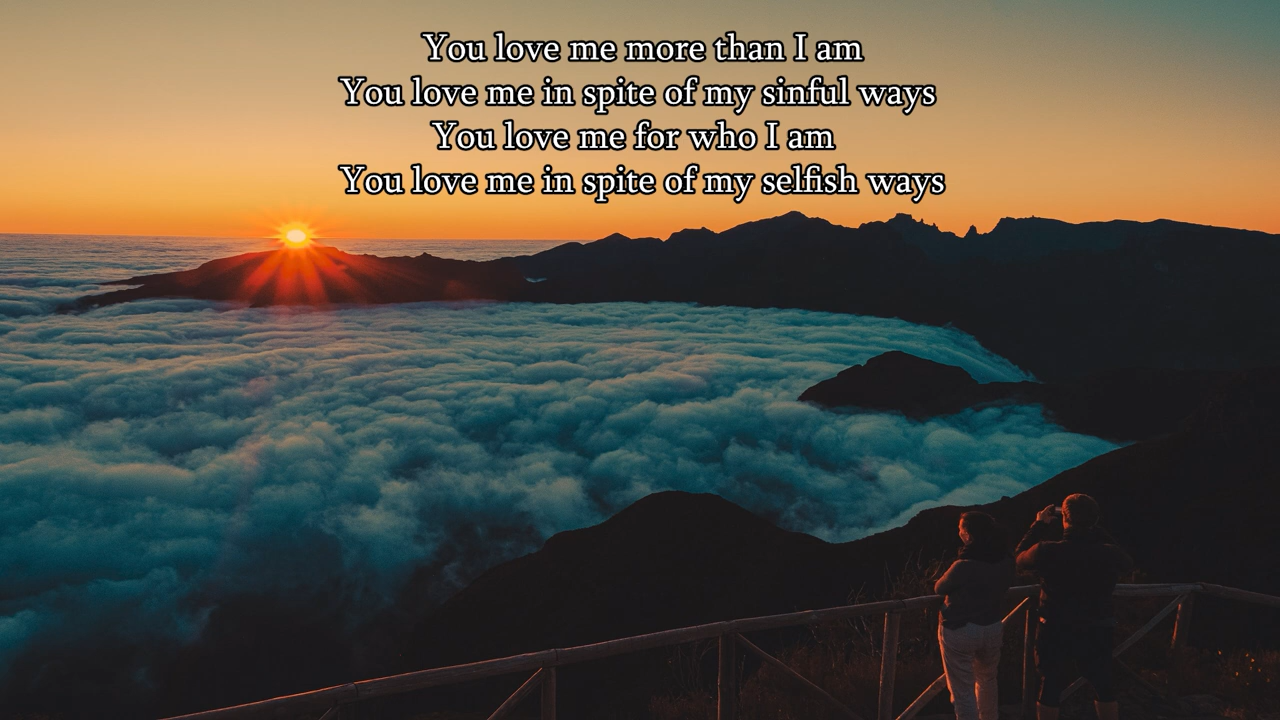 You love me more than I am
You love me in spite of my sinful ways
You love me for who I am
You love me in spite of my selfish ways